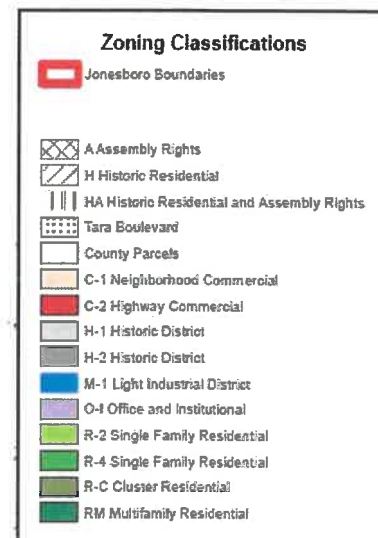 Zoning Classifications
Jonesboro Boundaries
A Assembly Rights
H Historic Residential
HA Historic Residential and Assembly Rights
Tara Boulevard
County Parcels
C-1 Neighborhood Commercial
C-2 Highway Commercial
H-1 Historic District
H-2 Historic District
M-1 Light Industrial District
O-I Office and Institutional
R-2 Single Family Residential
R-4 Single Family Residential
R-C Cluster Residential
RM Multifamily Residential